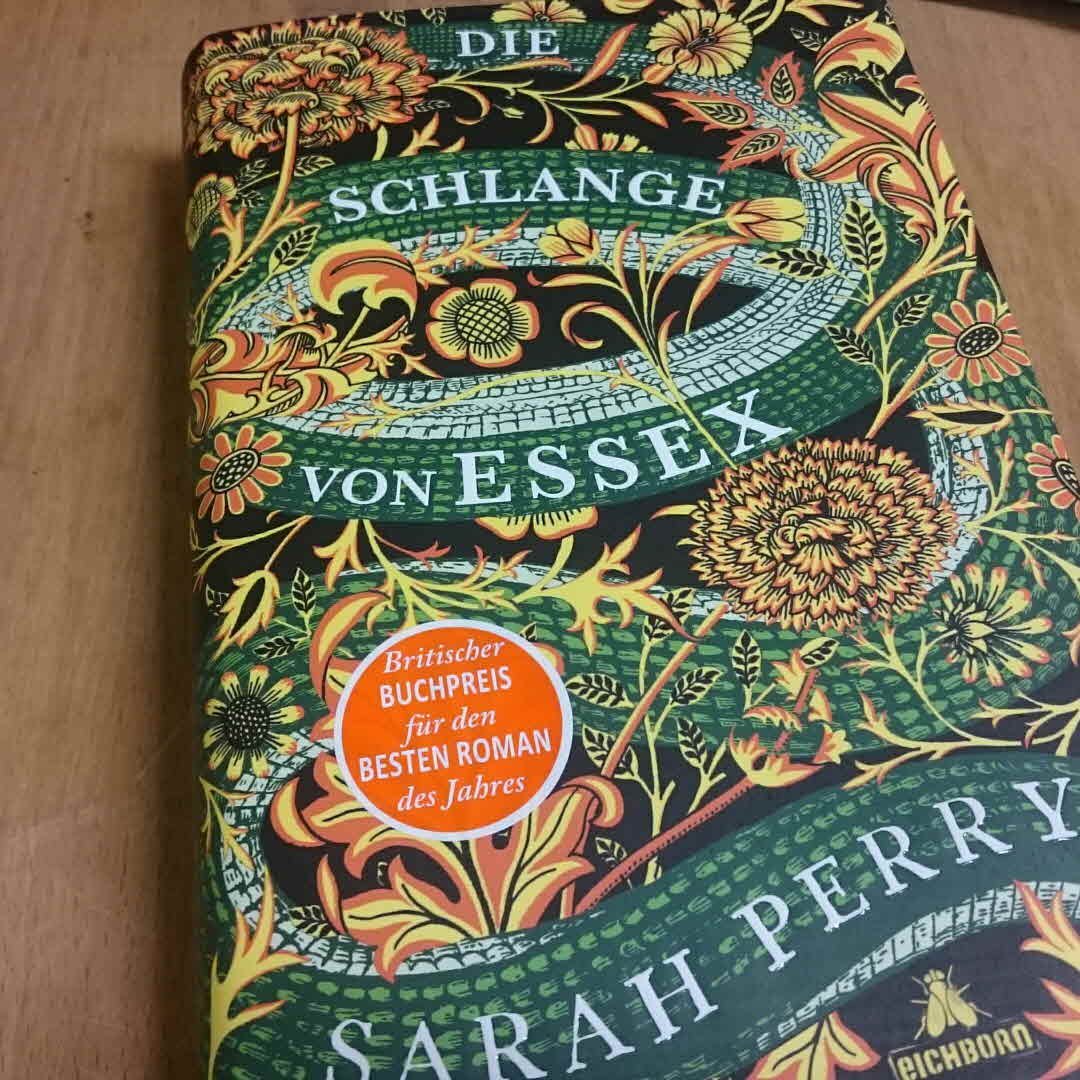 DIE
SCHLANGE
VON ESSEX
Britischer
BUCHPREIS
für den
BESTEN ROMAN
des Jahres
SARAH PERRY
eICHBORN